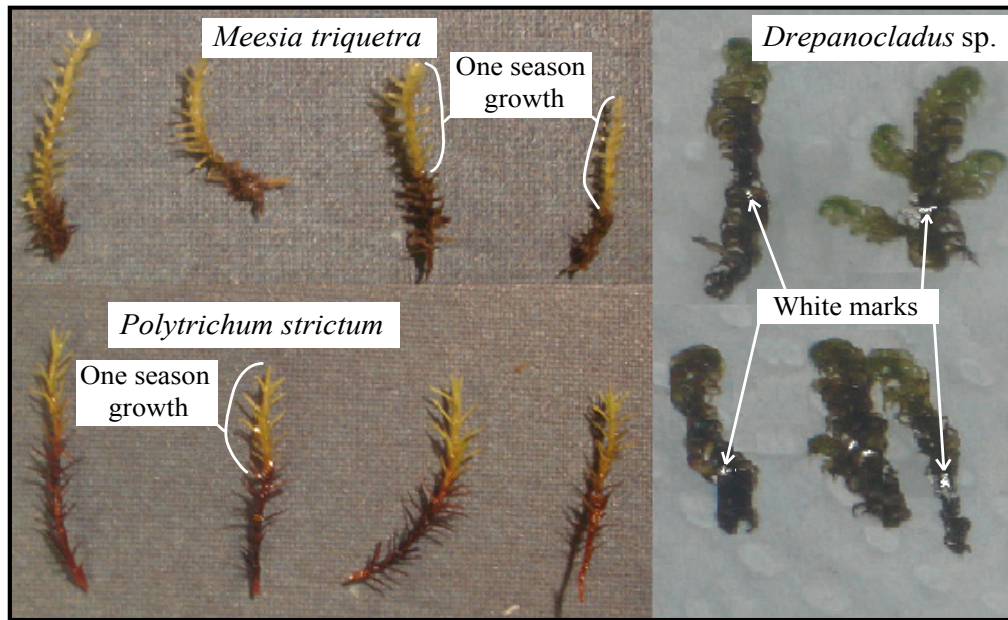 Meesia triquetra
One season
growth
Drepanocladus sp.
White marks
Polytrichum strictum
One season
growth